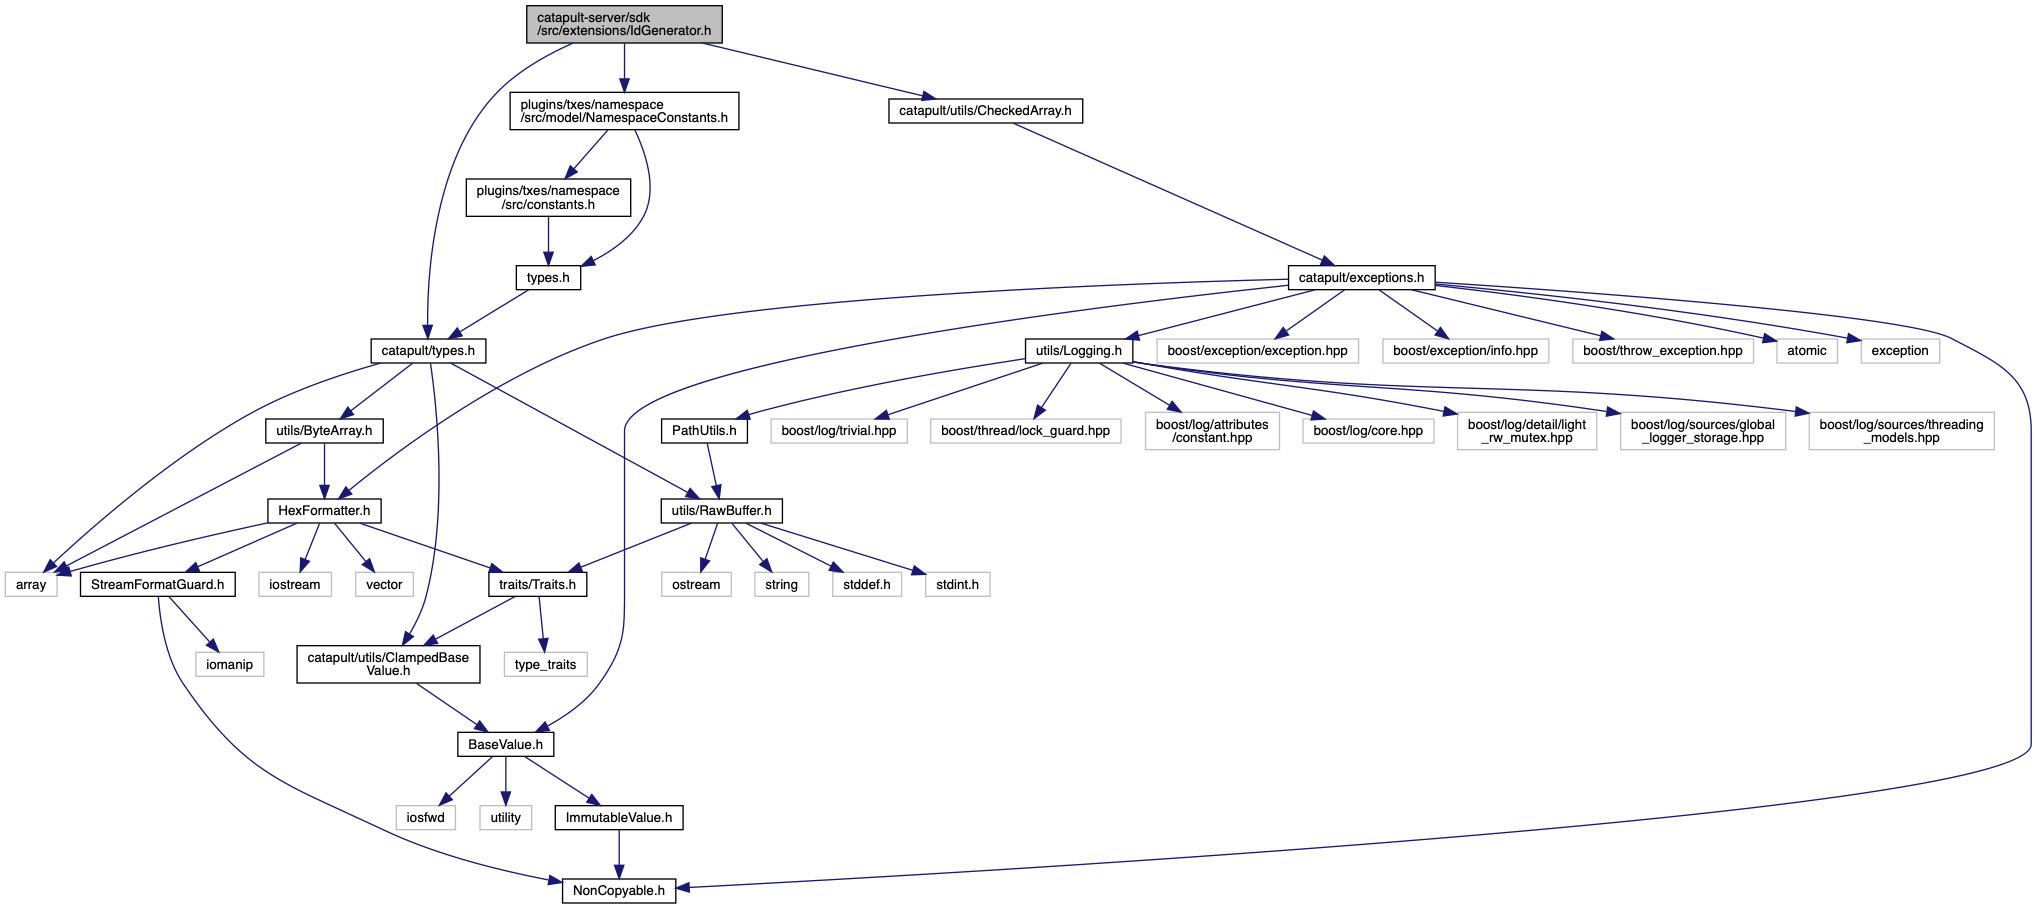 catapult-server/sdk
/src/extensions/IdGenerator.h
plugins/txes/namespace
/src/model/NamespaceConstants.h
catapult/utils/CheckedArray.h
plugins/txes/namespace
/src/constants.h
types.h
catapult/exceptions.h
catapult/types.h
utils/Logging.h
boost/exception/exception.hpp
boost/exception/info.hpp
boost/throw_exception.hpp
atomic
exception
utils/ByteArray.h
PathUtils.h
boost/log/trivial.hpp
boost/thread/lock_guard.hpp
boost/log/attributes
/constant.hpp
boost/log/core.hpp
boost/log/detail/light
_rw_mutex.hpp
boost/log/sources/global
_logger_storage.hpp
boost/log/sources/threading
_models.hpp
HexFormatter.h
utils/RawBuffer.h
array
StreamFormatGuard.h
iostream
vector
traits/Traits.h
ostream
string
stddef.h
stdint.h
iomanip
catapult/utils/ClampedBase
Value.h
type_traits
BaseValue.h
iosfwd
utility
ImmutableValue.h
NonCopyable.h